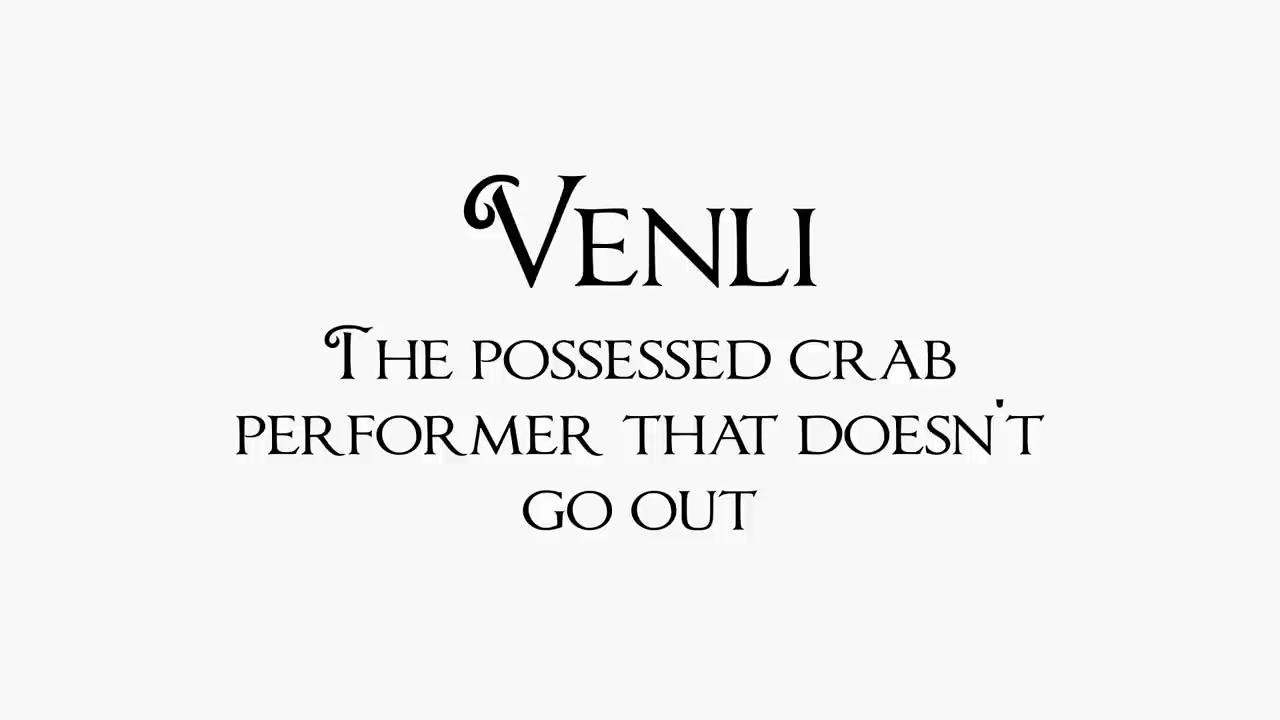 Venli
The possessed crab
performer that doesn't
go out